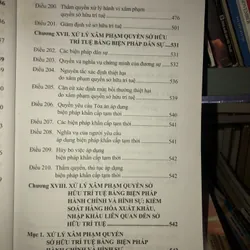 Điều 200. Thẩm quyền xử lý hành vi xâm phạm
quyền sở hữu trí tuệ ...476
Điều 201. Giám định về sở hữu trí tuệ
Chương XVII. XỬ LÝ XÂM PHẠM QUYỀN SỞ HỮU
TRÍ TUỆ BẰNG BIỆN PHÁP DÂN SỰ ...531
Điều 202. Các biện pháp dân sự ...531
Điều 203. Quyền và nghĩa vụ chứng minh của đương sự
Điều 204. Nguyên tắc xác định thiệt hại
do xâm phạm quyền sở hữu trí tuệ
Điều 205. Căn cứ xác định mức bồi thường thiệt hại
do xâm phạm quyền sở hữu trí tuệ
Điều 206. Quyền yêu cầu Tòa án áp dụng
biện pháp khẩn cấp tạm thời
Điều 207. Các biện pháp khẩn cấp tạm thời
Điều 208. Nghĩa vụ của người yêu cầu
áp dụng biện pháp khẩn cấp tạm thời ...541
Điều 209. Hủy bỏ việc áp dụng
biện pháp khẩn cấp tạm thời ...542
Điều 210. Thẩm quyền, thủ tục áp dụng
biện pháp khẩn cấp tạm thời ...542
Chương XVIII. XỬ LÝ XÂM PHẠM QUYỀN SỞ
HỮU TRÍ TUỆ BẰNG BIỆN PHÁP
HÀNH CHÍNH VÀ HÌNH SỰ; KIỂM
SOÁT HÀNG HÓA XUẤT KHẨU,
NHẬP KHẨU LIÊN QUAN ĐẾN SỞ
HỮU TRÍ TUỆ ...542
Mục 1. XỬ LÝ XÂM PHẠM QUYỀN
SỞ HỮU TRÍ TUỆ BẰNG BIỆN PHÁP
HÀNH CHÍNH VÀ HÌNH SỰ